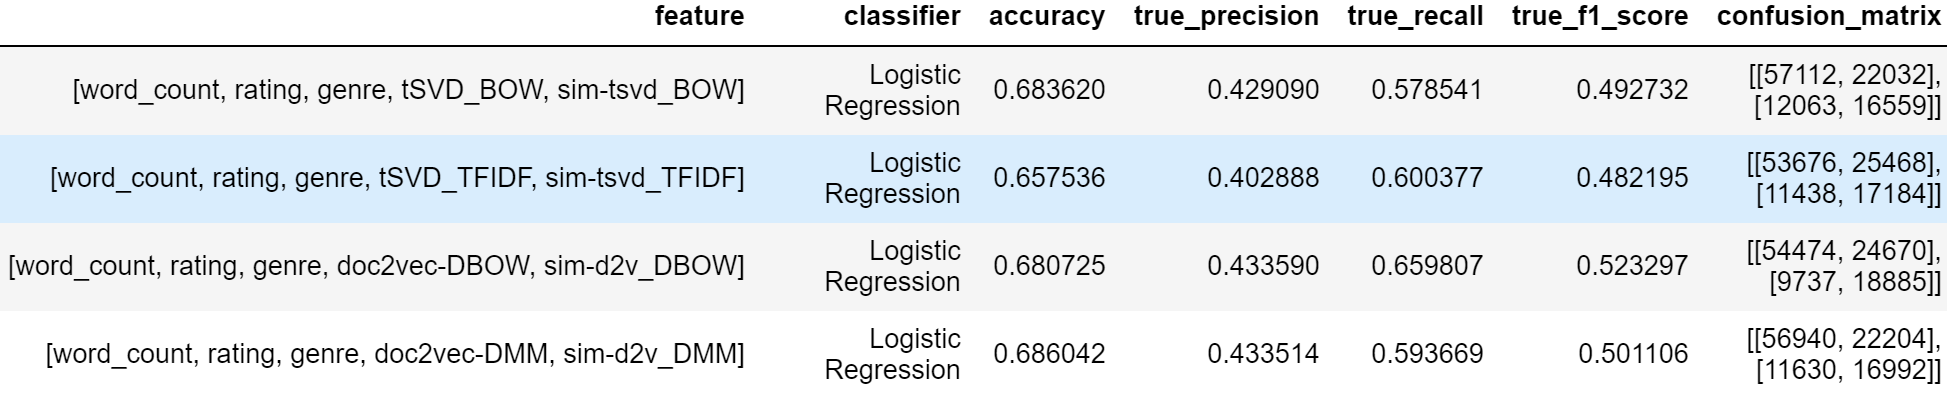 feature classifier accuracy true_precision true_recall true_f1_score confusion_matrix
[word_count, rating, genre, tSVD_BOW, sim-tsvd_BOW] Logistic Regression 0.683620 0.429090 0.578541 0.492732 [[57112, 22032], [12063, 16559]]
[word_count, rating, genre, tSVD_TFIDF, sim-tsvd_TFIDF] Logistic Regression 0.657536 0.402888 0.600377 0.482195 [[53676, 25468], [11438, 17184]]
[word_count, rating, genre, doc2vec-DBOW, sim-d2v_DBOW] Logistic Regression 0.680725 0.433590 0.659807 0.523297 [[54474, 24670], [9737, 18885]]
[word_count, rating, genre, doc2vec-DMM, sim-d2v_DMM] Logistic Regression 0.686042 0.433514 0.593669 0.501106 [[56940, 22204], [11630, 16992]]